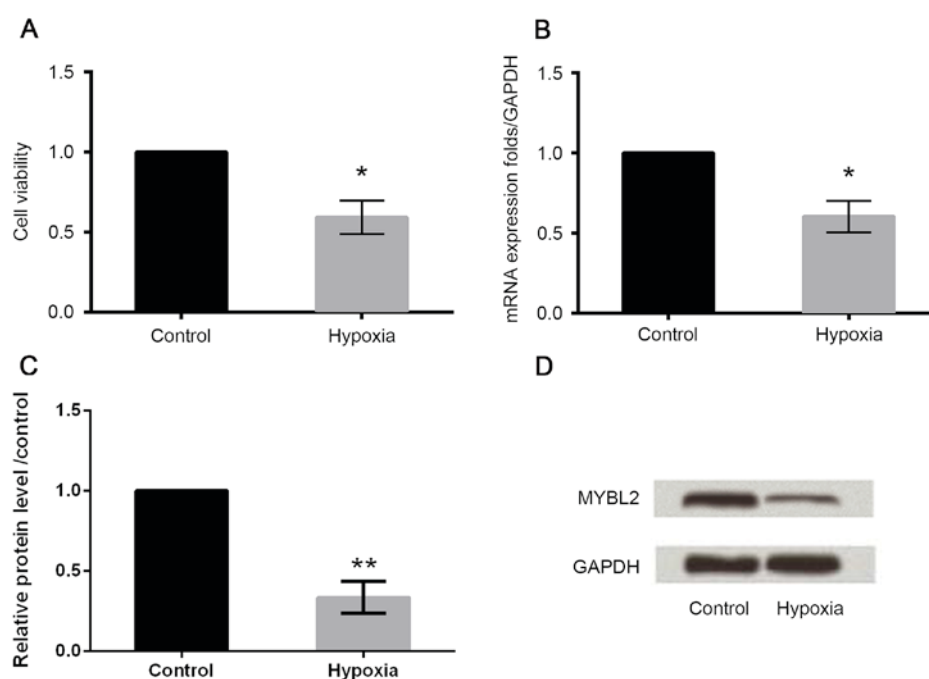 A
Cell viability
1.5
1.0
0.5
0.0
*
Control Hypoxia
B
mRNA expression folds/GAPDH
1.5
1.0
0.5
0.0
*
Control Hypoxia
C
Relative protein level /control
1.5
1.0
0.5
0.0
**
Control Hypoxia
D
MYBL2
GAPDH
Control Hypoxia